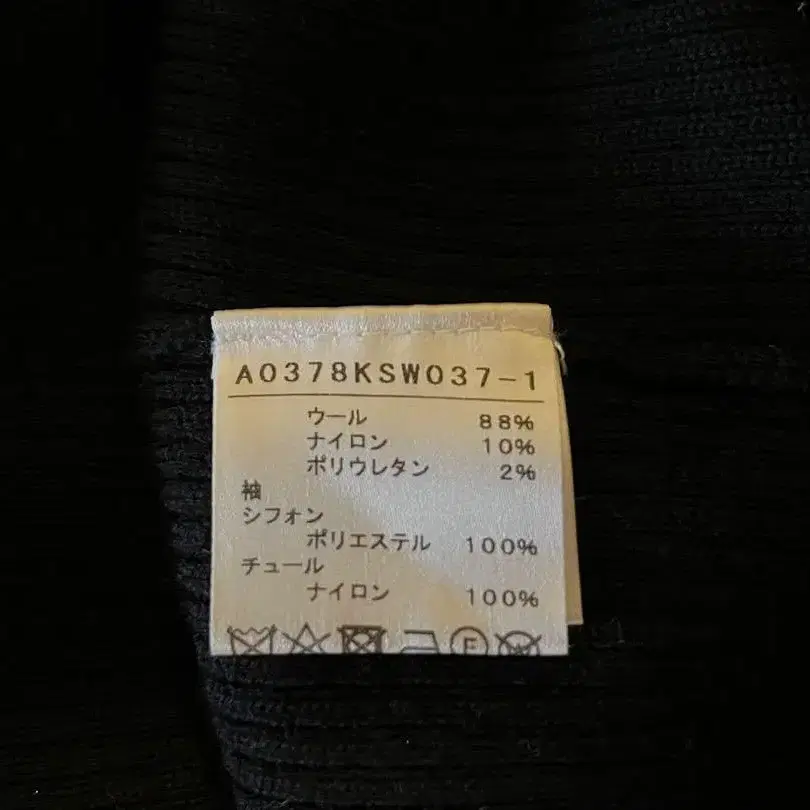 A0378KSW037-1
ウール 88%
ナイロン 10%
ポリウレタン 2%
袖
シフォン
ポリエステル 100%
チュール
ナイロン 100%
F W